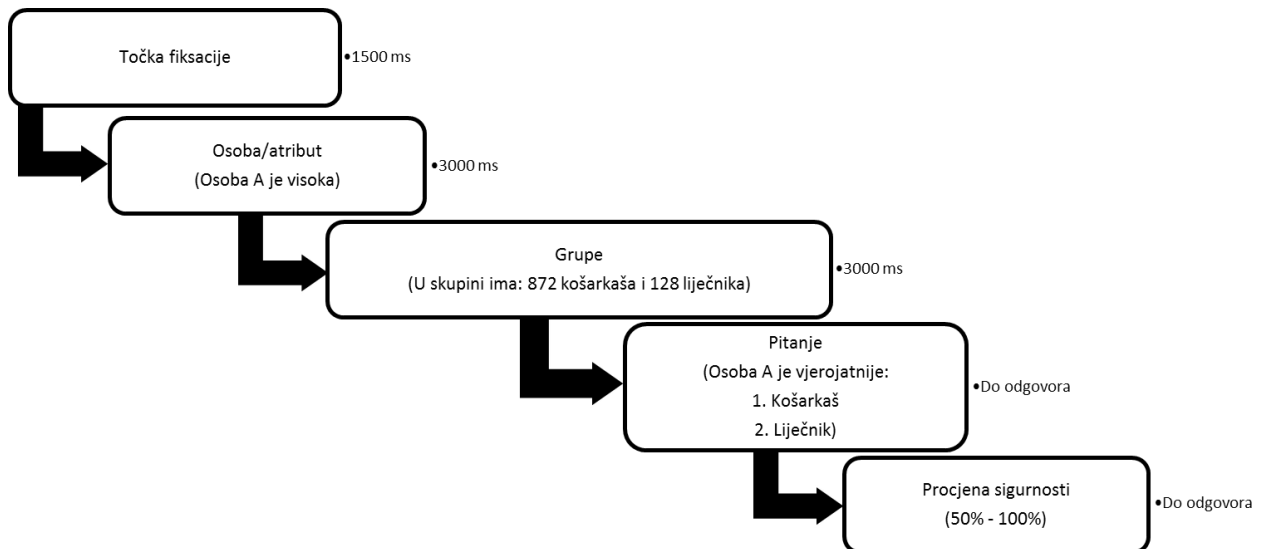 Točka fiksacije
•1500 ms
Osoba/atribut
(Osoba A je visoka)
•3000 ms
Grupe
(U skupini ima: 872 košarkaša i 128 liječnika)
•3000 ms
Pitanje
(Osoba A je vjerojatnije:
1. Košarkaš
2. Liječnik)
•Do odgovora
Procjena sigurnosti
(50% - 100%)
•Do odgovora